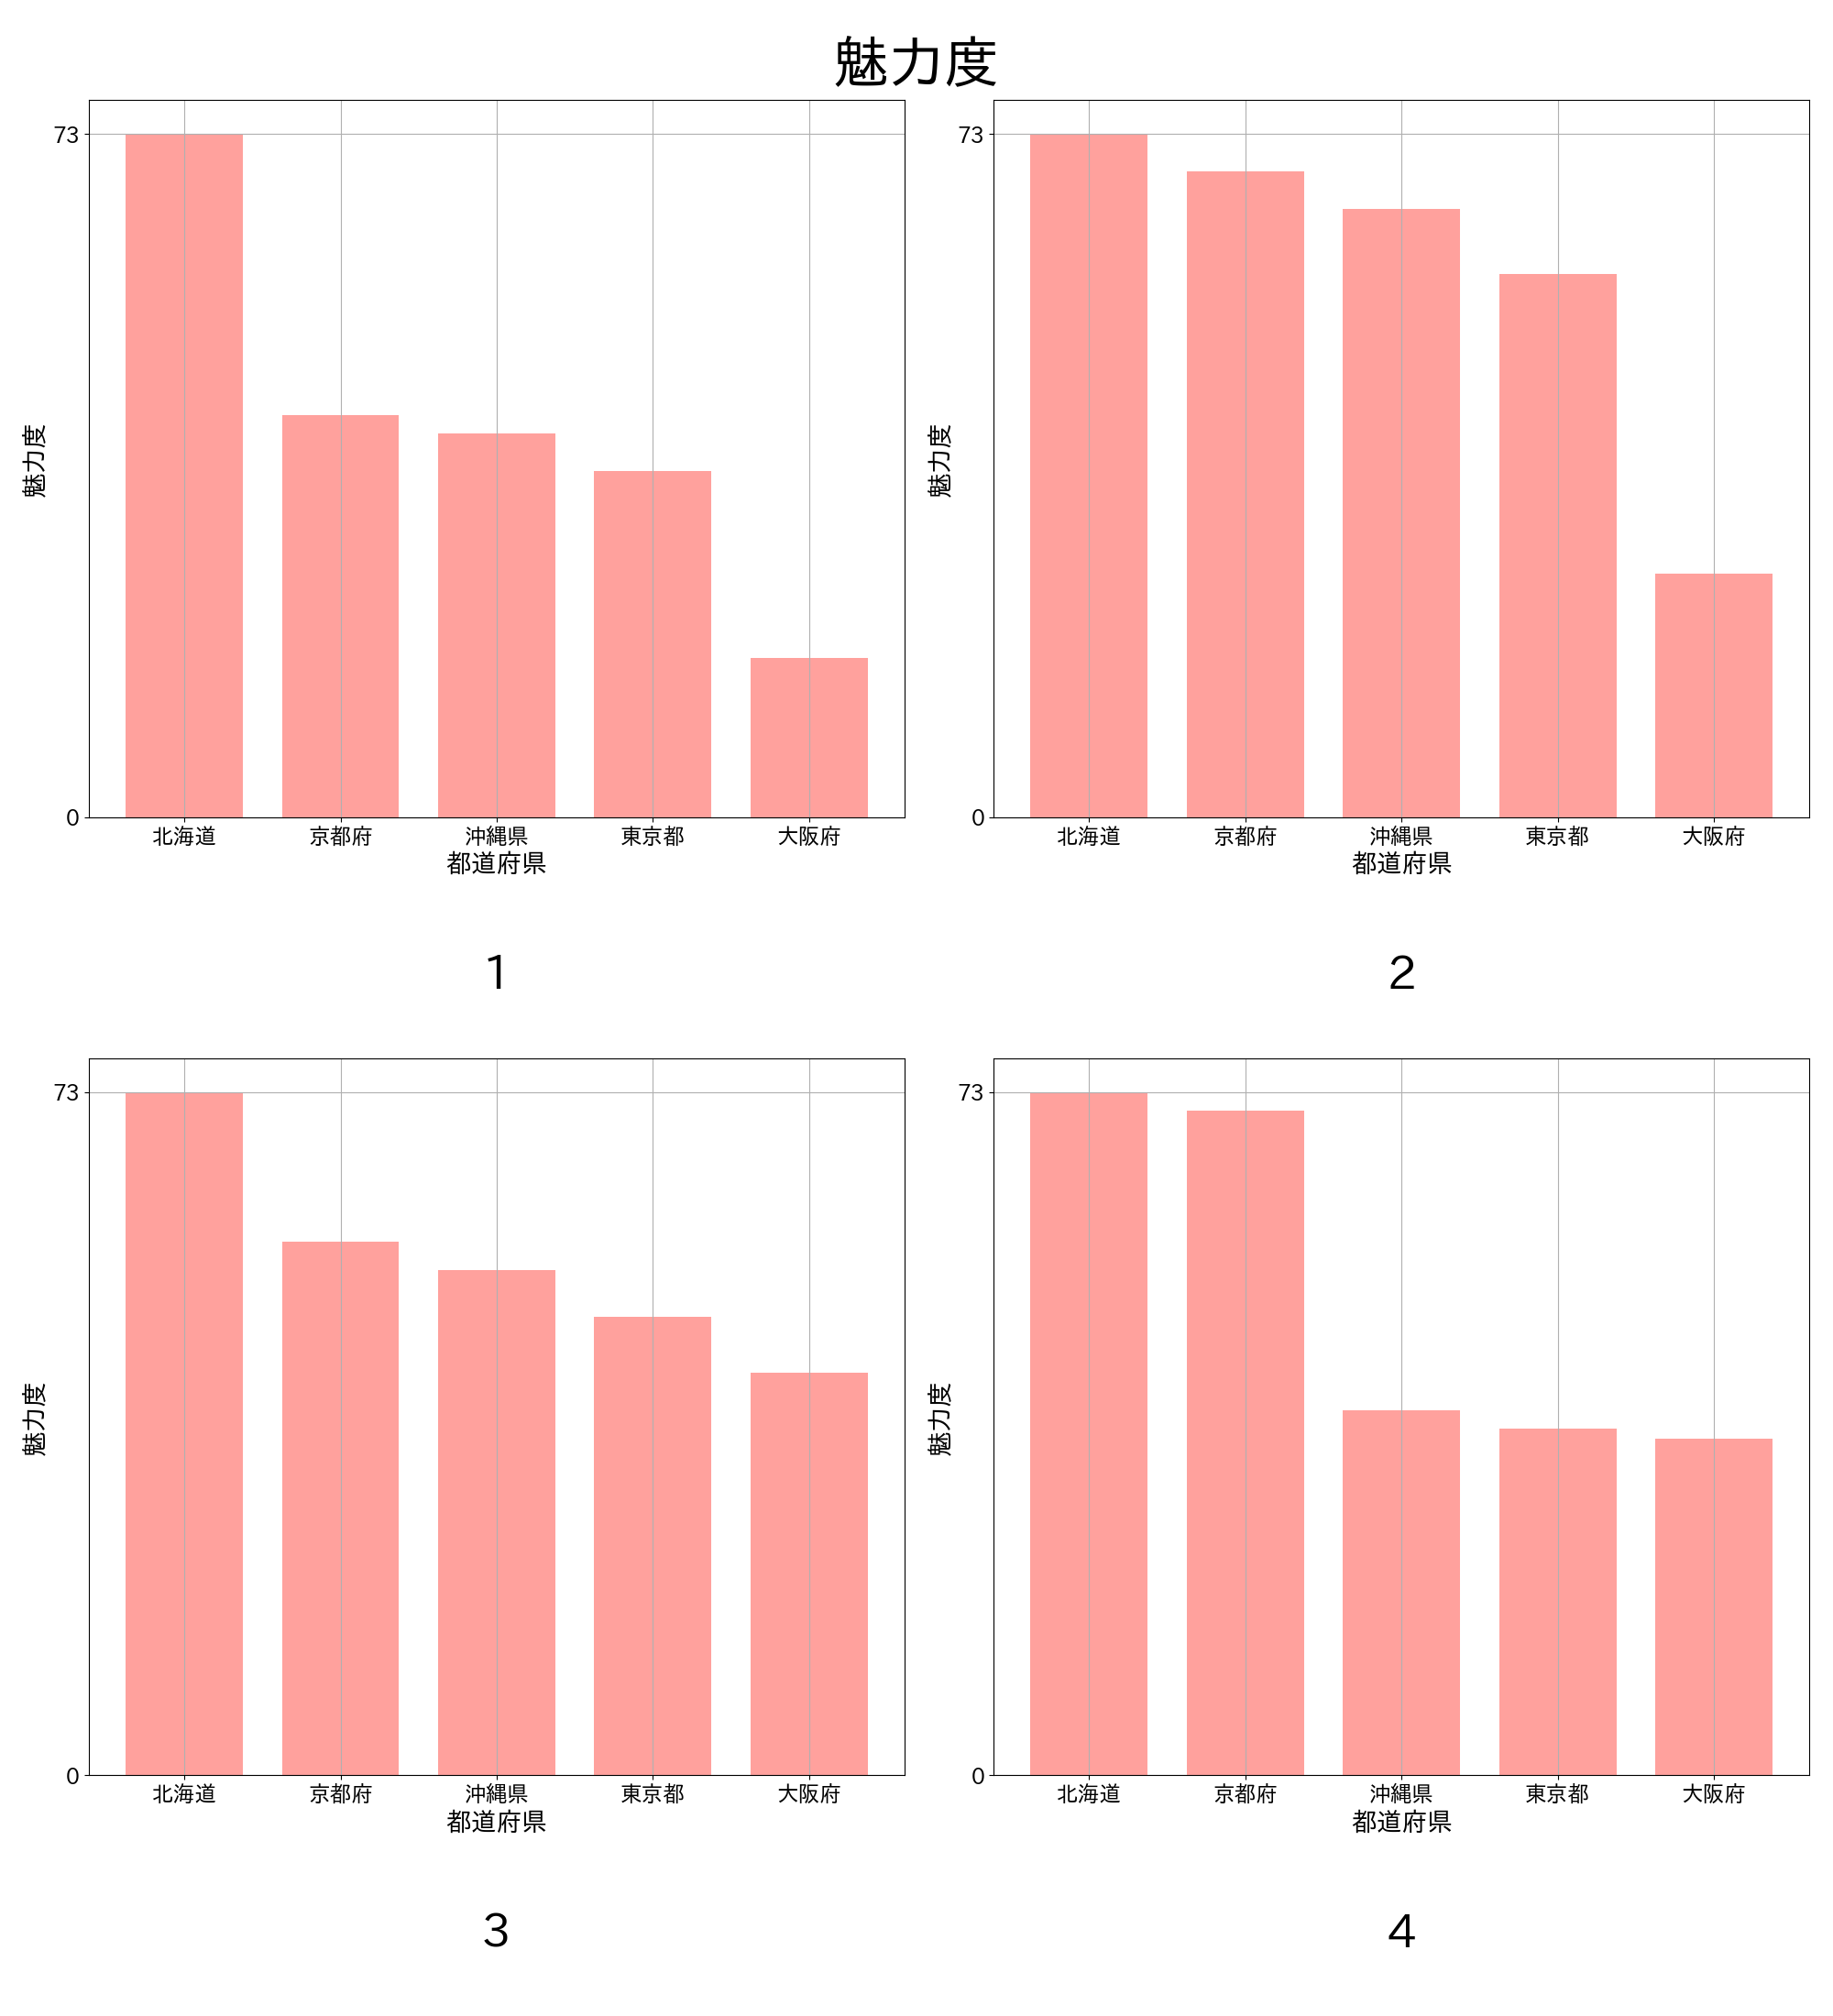 魅力度
73
0
魅力度
北海道 京都府 沖縄県 東京都 大阪府
都道府県
1
73
0
魅力度
北海道 京都府 沖縄県 東京都 大阪府
都道府県
2
73
0
魅力度
北海道 京都府 沖縄県 東京都 大阪府
都道府県
3
73
0
魅力度
北海道 京都府 沖縄県 東京都 大阪府
都道府県
4